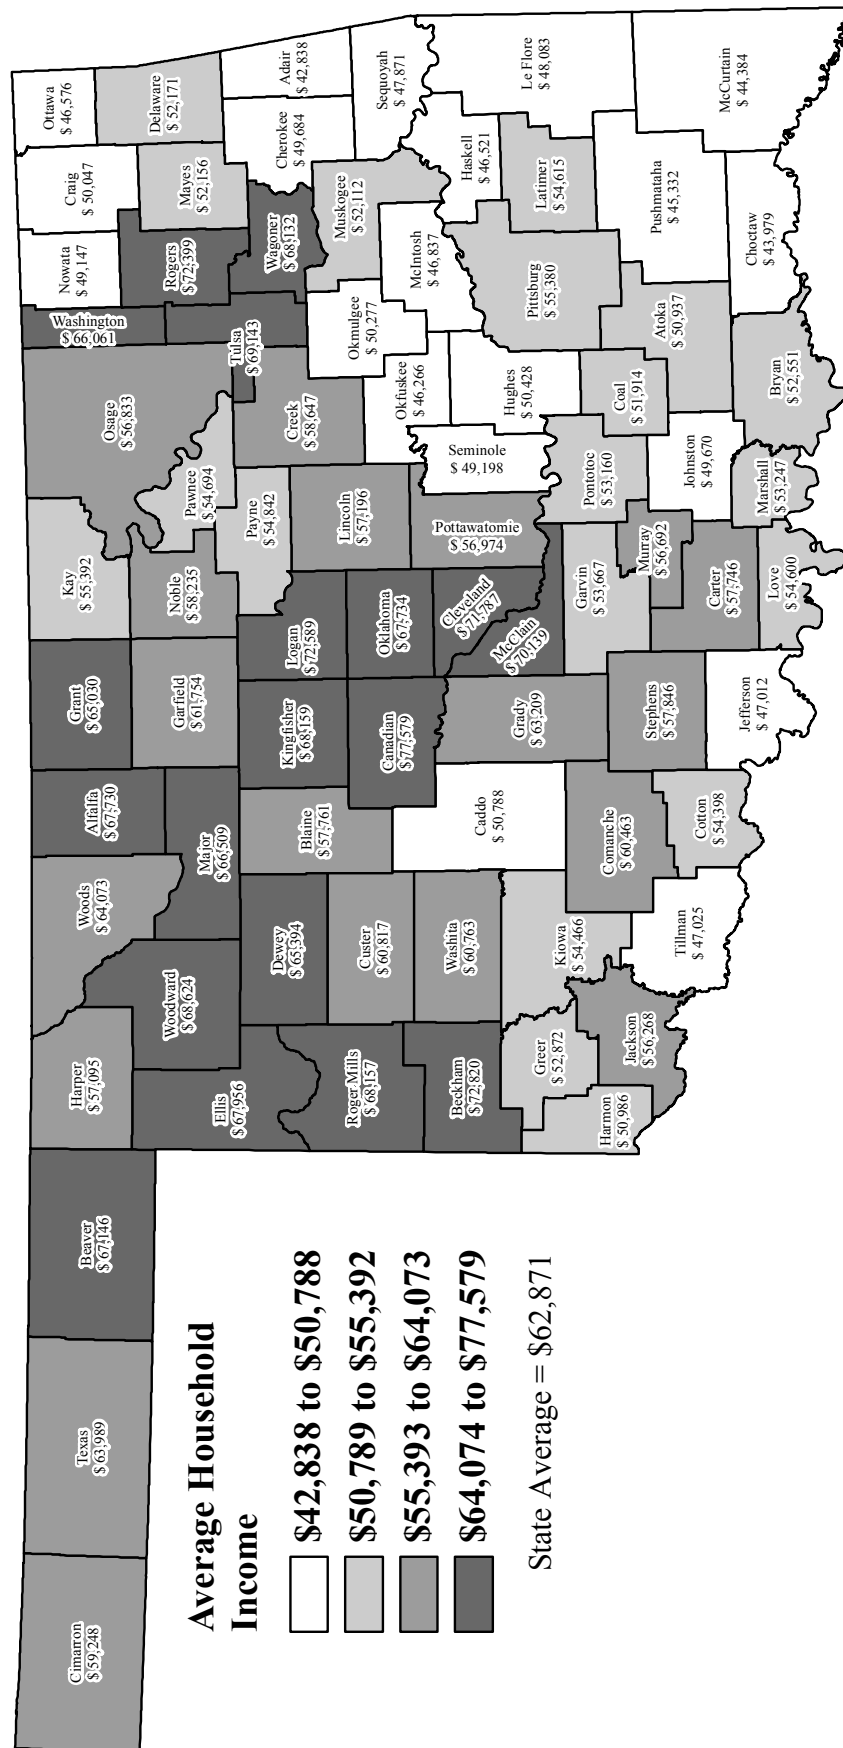 Cimarron
$ 59,248
Texas
$ 63,989
Beaver
$ 67,146
Harper
$ 57,095
Woods
$ 64,073
Alfalfa
$ 67,730
Grant
$ 65,030
Kay
$ 55,392
Osage
$ 56,833
Washington
$ 66,061
Nowata
$ 49,147
Craig
$ 50,047
Ottawa
$ 46,576
Ellis
$ 67,956
Woodward
$ 68,624
Major
$ 66,509
Garfield
$ 61,754
Noble
$ 58,235
Pawnee
$ 54,694
Tulsa
$ 69,143
Rogers
$ 72,399
Mayes
$ 52,156
Delaware
$ 52,171
Roger Mills
$ 68,157
Dewey
$ 65,394
Blaine
$ 57,761
Kingfisher
$ 68,159
Logan
$ 72,589
Payne
$ 54,842
Creek
$ 58,647
Wagoner
$ 68,132
Cherokee
$ 49,684
Adair
$ 42,838
Beckham
$ 72,820
Custer
$ 60,817
Washita
$ 60,763
Caddo
$ 50,788
Canadian
$ 77,579
Oklahoma
$ 67,734
Lincoln
$ 57,196
Okfuskee
$ 46,266
Okmulgee
$ 50,277
Muskogee
$ 52,112
Sequoyah
$ 47,871
Cleveland
$ 71,787
McClain
$ 70,139
Pottawatomie
$ 56,974
Seminole
$ 49,198
Hughes
$ 50,428
McIntosh
$ 46,837
Haskell
$ 46,521
Le Flore
$ 48,083
Harmon
$ 50,986
Greer
$ 52,872
Kiowa
$ 54,466
Jackson
$ 56,268
Tillman
$ 47,025
Comanche
$ 60,463
Cotton
$ 54,398
Grady
$ 63,209
Stephens
$ 57,846
Jefferson
$ 47,012
Garvin
$ 53,667
Murray
$ 56,692
Carter
$ 57,746
Love
$ 54,600
Pontotoc
$ 53,160
Johnston
$ 49,670
Marshall
$ 53,247
Coal
$ 51,914
Atoka
$ 50,937
Bryan
$ 52,551
Pittsburg
$ 55,380
Latimer
$ 54,615
Pushmataha
$ 45,332
Choctaw
$ 43,979
McCurtain
$ 44,384
Average Household
Income
$42,838 to $50,788
$50,789 to $55,392
$55,393 to $64,073
$64,074 to $77,579
State Average = $62,871